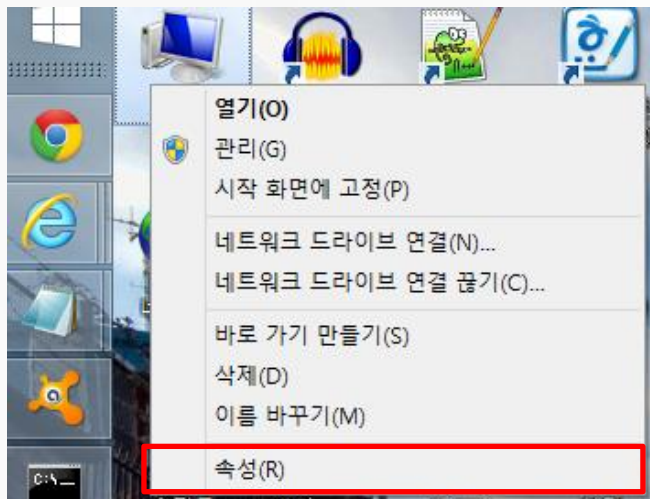 열기(O)
관리(G)
시작 화면에 고정(P)
네트워크 드라이브 연결(N)...
네트워크 드라이브 연결 끊기(C)...
바로 가기 만들기(S)
삭제(D)
이름 바꾸기(M)
속성(R)
C:\_